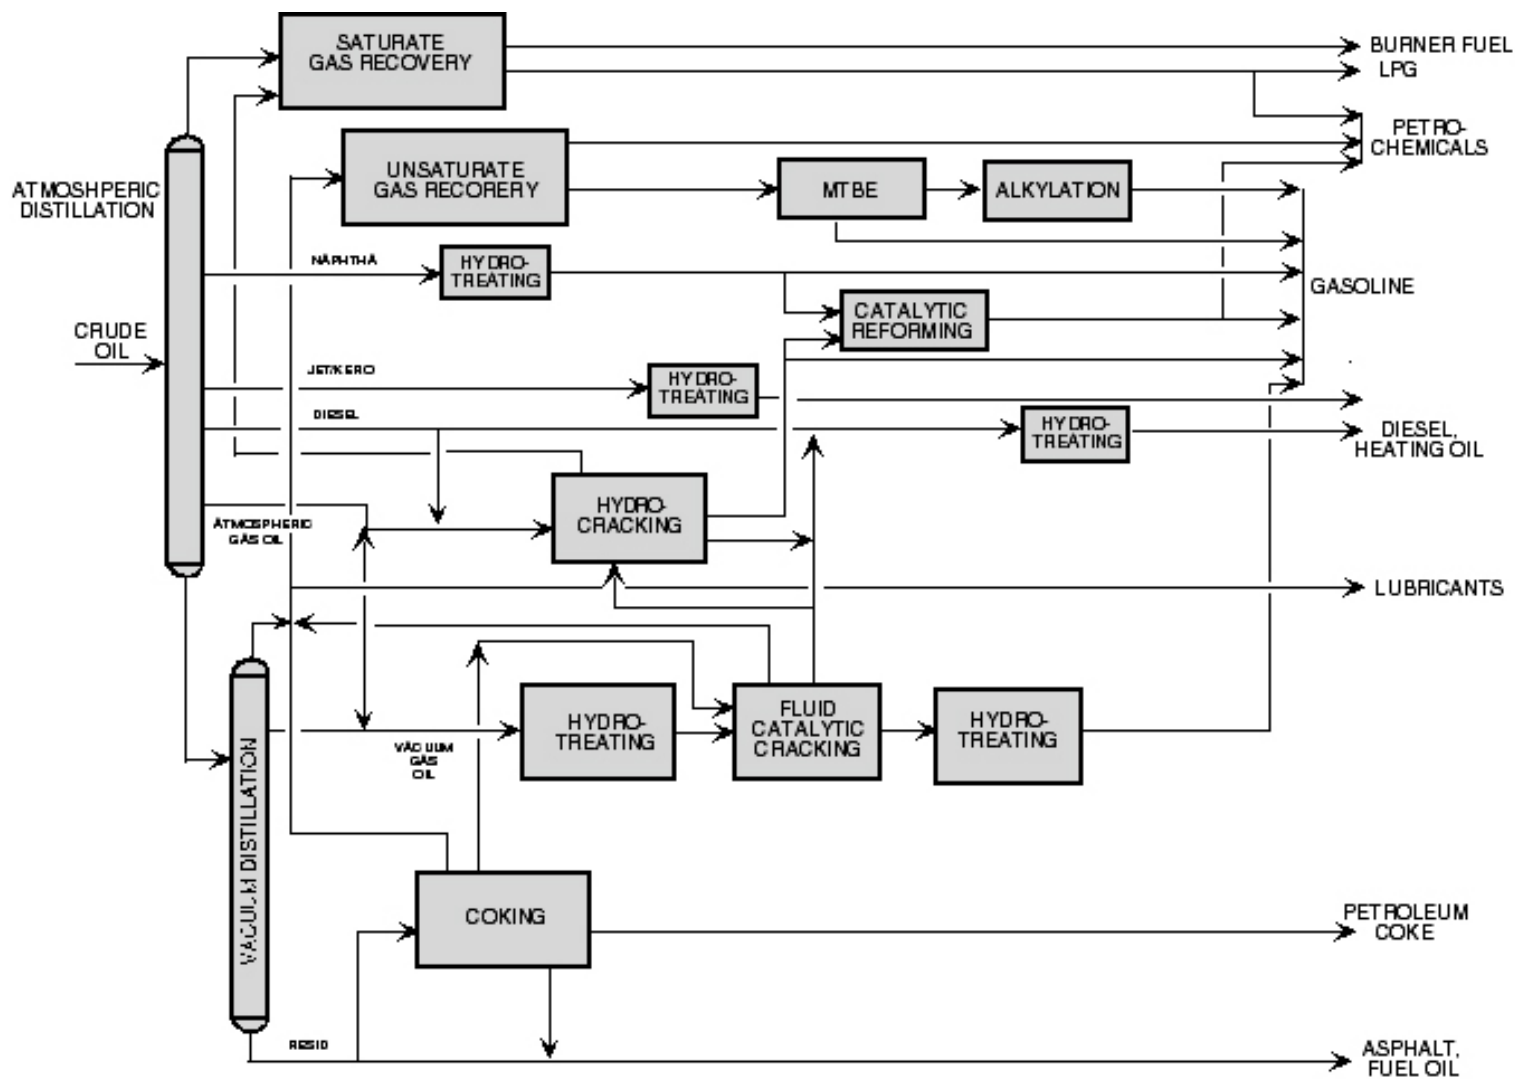 SATURATE
GAS RECOVERY
BURNER FUEL
LPG
PETRO-
CHEMICALS
UNSATURATE
GAS RECORERY
MTBE
ALKYLATION
ATMOSHPERIC
DISTILLATION
NAPHTHA
HYDRO-
TREATING
GASOLINE
CATALYTIC
REFORMING
CRUDE
OIL
JET/KERO
HYDRO-
TREATING
DIESEL
HYDRO-
TREATING
DIESEL,
HEATING OIL
HYDRO-
CRACKING
ATMOSPHERIC
GAS OIL
LUBRICANTS
HYDRO-
TREATING
FLUID
CATALYTIC
CRACKING
HYDRO-
TREATING
VACUUM
GAS
OIL
VACUUM DISTILLATION
COKING
PETROLEUM
COKE
RESID
ASPHALT,
FUEL OIL